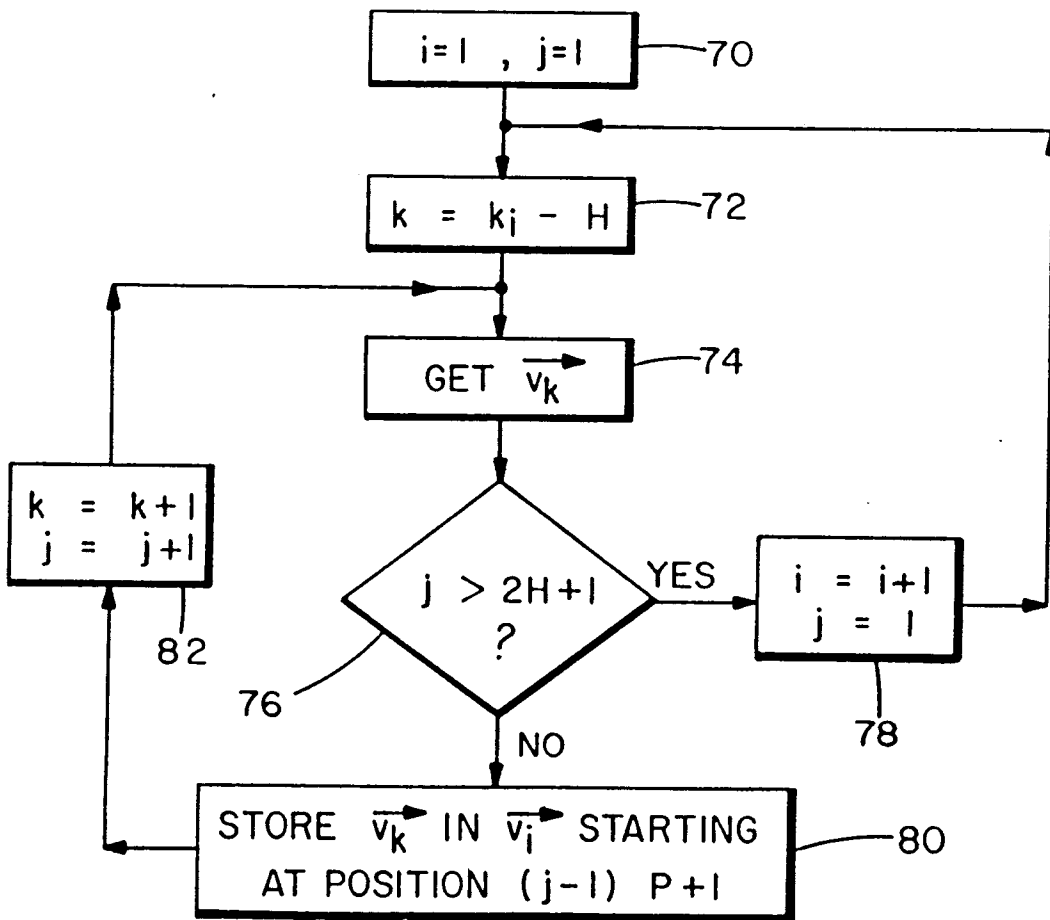 i=1 , j=1
70
k = ki - H
72
GET vk
74
k = k+1
j = j+1
82
j > 2H+1
?
76
YES
i = i+1
j = 1
78
NO
STORE vk IN vi STARTING
AT POSITION (j-1) P+1
80